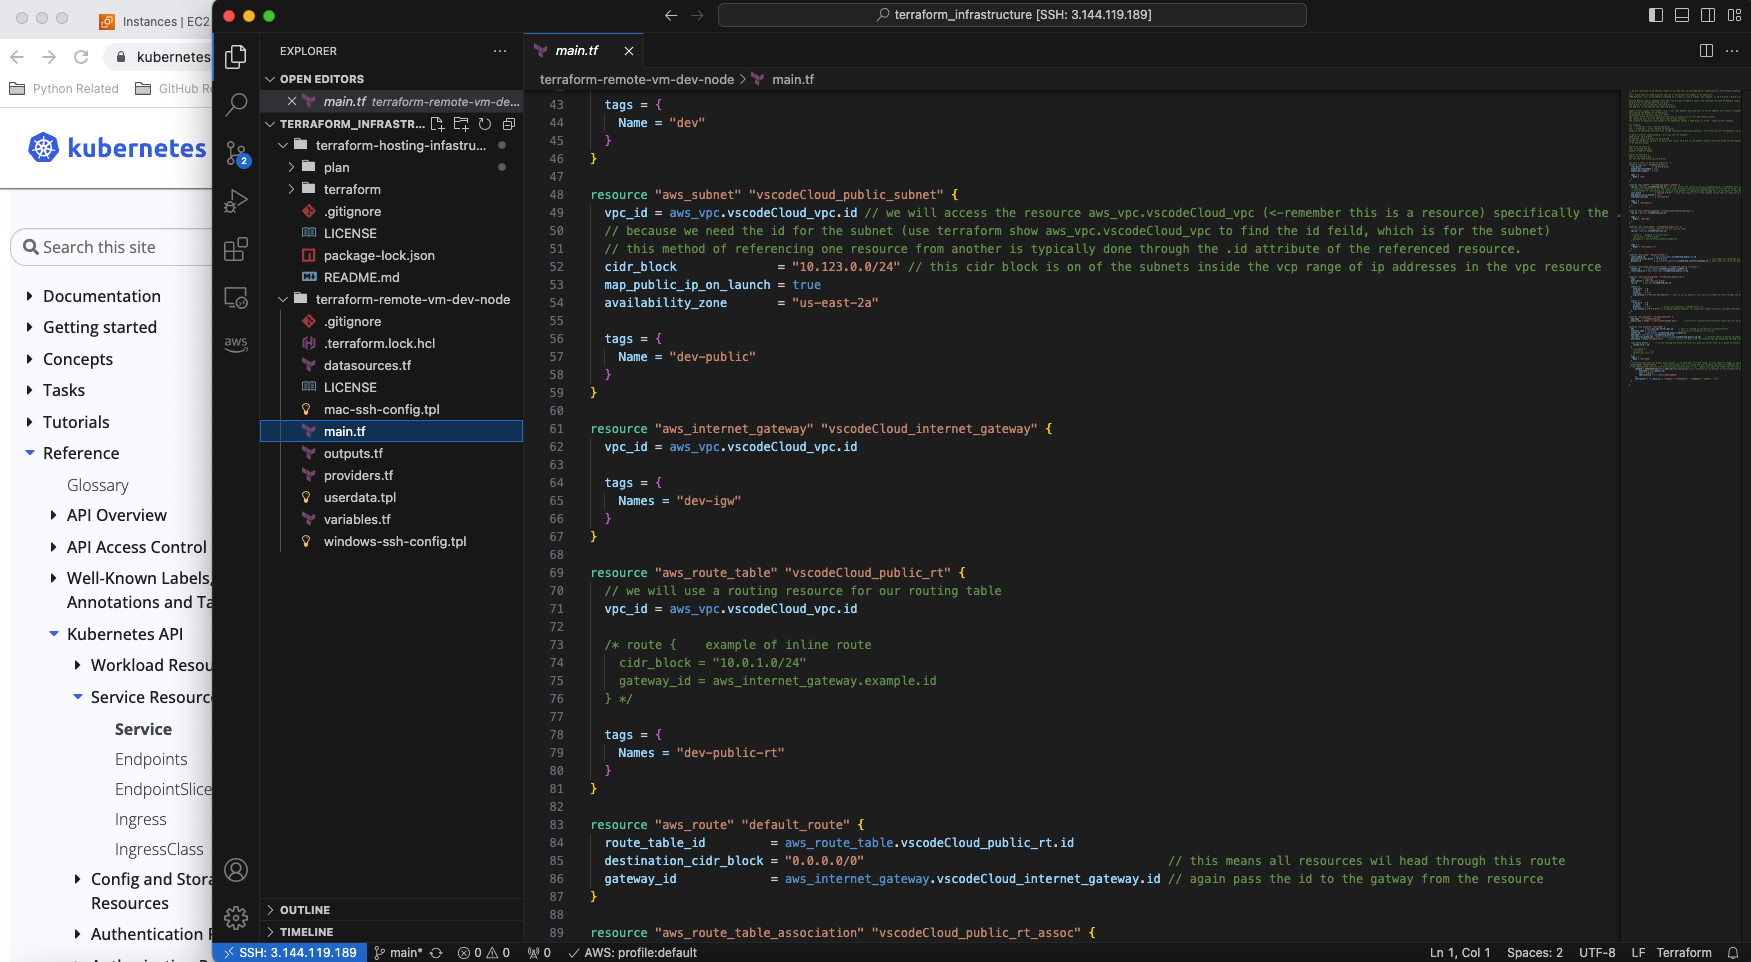 Instances | EC2
kubernetes
Python Related
GitHub R
kubernetes
Search this site
Documentation
Getting started
Concepts
Tasks
Tutorials
Reference
Glossary
API Overview
API Access Control
Well-Known Labels,
Annotations and Ta
Kubernetes API
Workload Resou
Service Resourc
Service
Endpoints
EndpointSlice
Ingress
IngressClass
Config and Stora
Resources
Authentication R
terraform_infrastructure [SSH: 3.144.119.189]
EXPLORER
OPEN EDITORS
main.tf terraform-remote-vm-de...
TERRAFORM_INFRASTR...
terraform-hosting-infastru...
plan
terraform
.gitignore
LICENSE
package-lock.json
README.md
terraform-remote-vm-dev-node
.gitignore
.terraform.lock.hcl
datasources.tf
LICENSE
mac-ssh-config.tpl
main.tf
outputs.tf
providers.tf
userdata.tpl
variables.tf
windows-ssh-config.tpl
OUTLINE
TIMELINE
2
aws
main.tf
terraform-remote-vm-dev-node > main.tf
43 tags = {
44 Name = "dev"
45 }
46 }
47
48 resource "aws_subnet" "vscodeCloud_public_subnet" {
49 vpc_id = aws_vpc.vscodeCloud_vpc.id // we will access the resource aws_vpc.vscodeCloud_vpc (<-remember this is a resource) specifically the .
50 // because we need the id for the subnet (use terraform show aws_vpc.vscodeCloud_vpc to find the id feild, which is for the subnet)
51 // this method of referencing one resource from another is typically done through the .id attribute of the referenced resource.
52 cidr_block = "10.123.0.0/24" // this cidr block is on of the subnets inside the vcp range of ip addresses in the vpc resource
53 map_public_ip_on_launch = true
54 availability_zone = "us-east-2a"
55
56 tags = {
57 Name = "dev-public"
58 }
59 }
60
61 resource "aws_internet_gateway" "vscodeCloud_internet_gateway" {
62 vpc_id = aws_vpc.vscodeCloud_vpc.id
63
64 tags = {
65 Names = "dev-igw"
66 }
67 }
68
69 resource "aws_route_table" "vscodeCloud_public_rt" {
70 // we will use a routing resource for our routing table
71 vpc_id = aws_vpc.vscodeCloud_vpc.id
72
73 /* route { example of inline route
74 cidr_block = "10.0.1.0/24"
75 gateway_id = aws_internet_gateway.example.id
76 } */
77
78 tags = {
79 Names = "dev-public-rt"
80 }
81 }
82
83 resource "aws_route" "default_route" {
84 route_table_id = aws_route_table.vscodeCloud_public_rt.id
85 destination_cidr_block = "0.0.0.0/0" // this means all resources wil head through this route
86 gateway_id = aws_internet_gateway.vscodeCloud_internet_gateway.id // again pass the id to the gatway from the resource
87 }
88
89 resource "aws_route_table_association" "vscodeCloud_public_rt_assoc" {
SSH: 3.144.119.189 main* 0 0 0 AWS: profile:default Ln 1, Col 1 Spaces: 2 UTF-8 LF Terraform